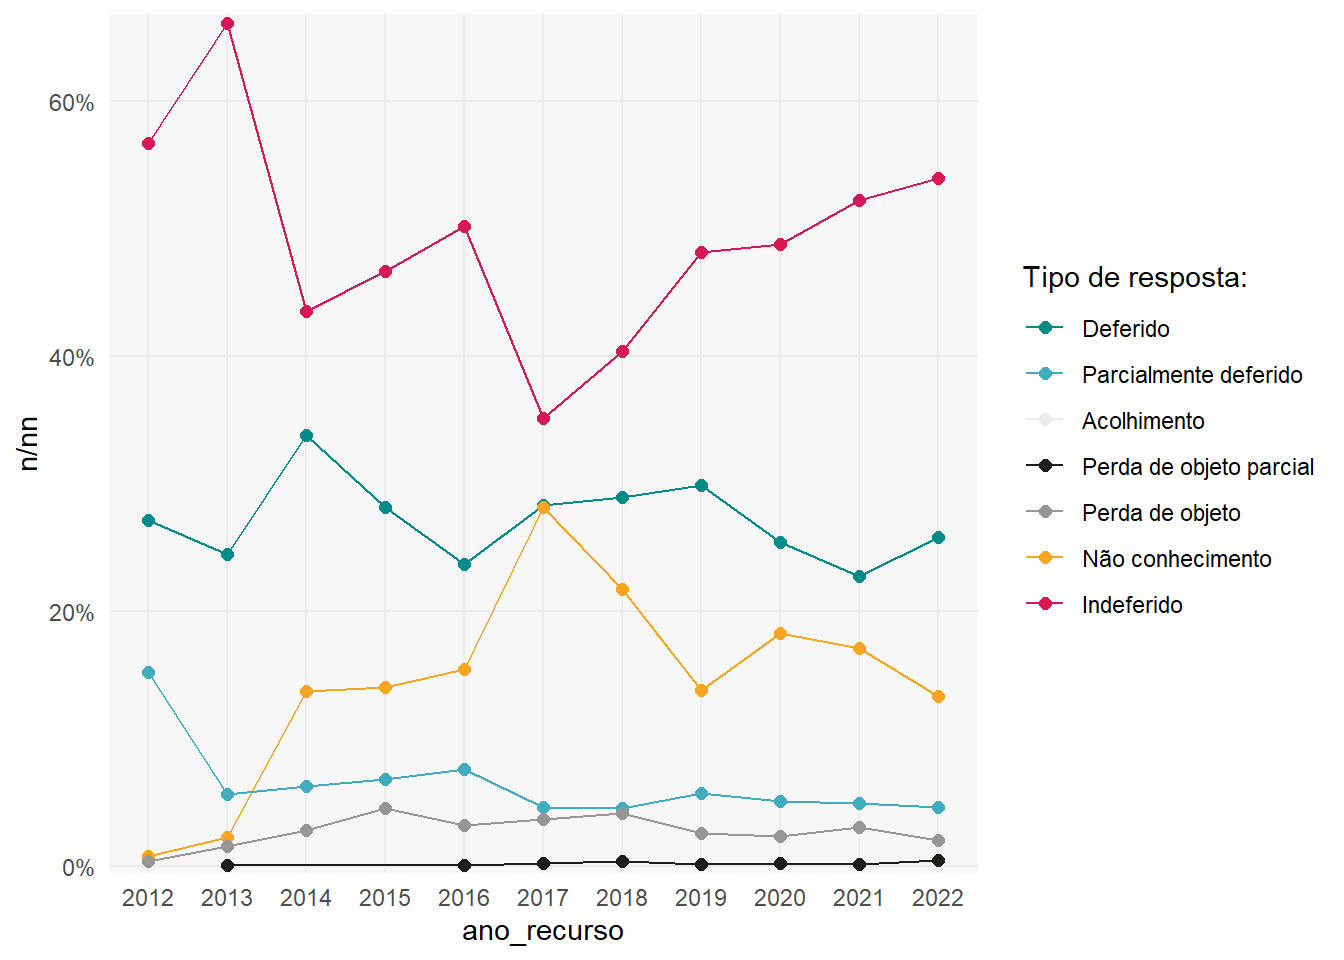 60%
40%
20%
0%
n/nn
2012 2013 2014 2015 2016 2017 2018 2019 2020 2021 2022
ano_recurso
Tipo de resposta:
Deferido
Parcialmente deferido
Acolhimento
Perda de objeto parcial
Perda de objeto
Não conhecimento
Indeferido